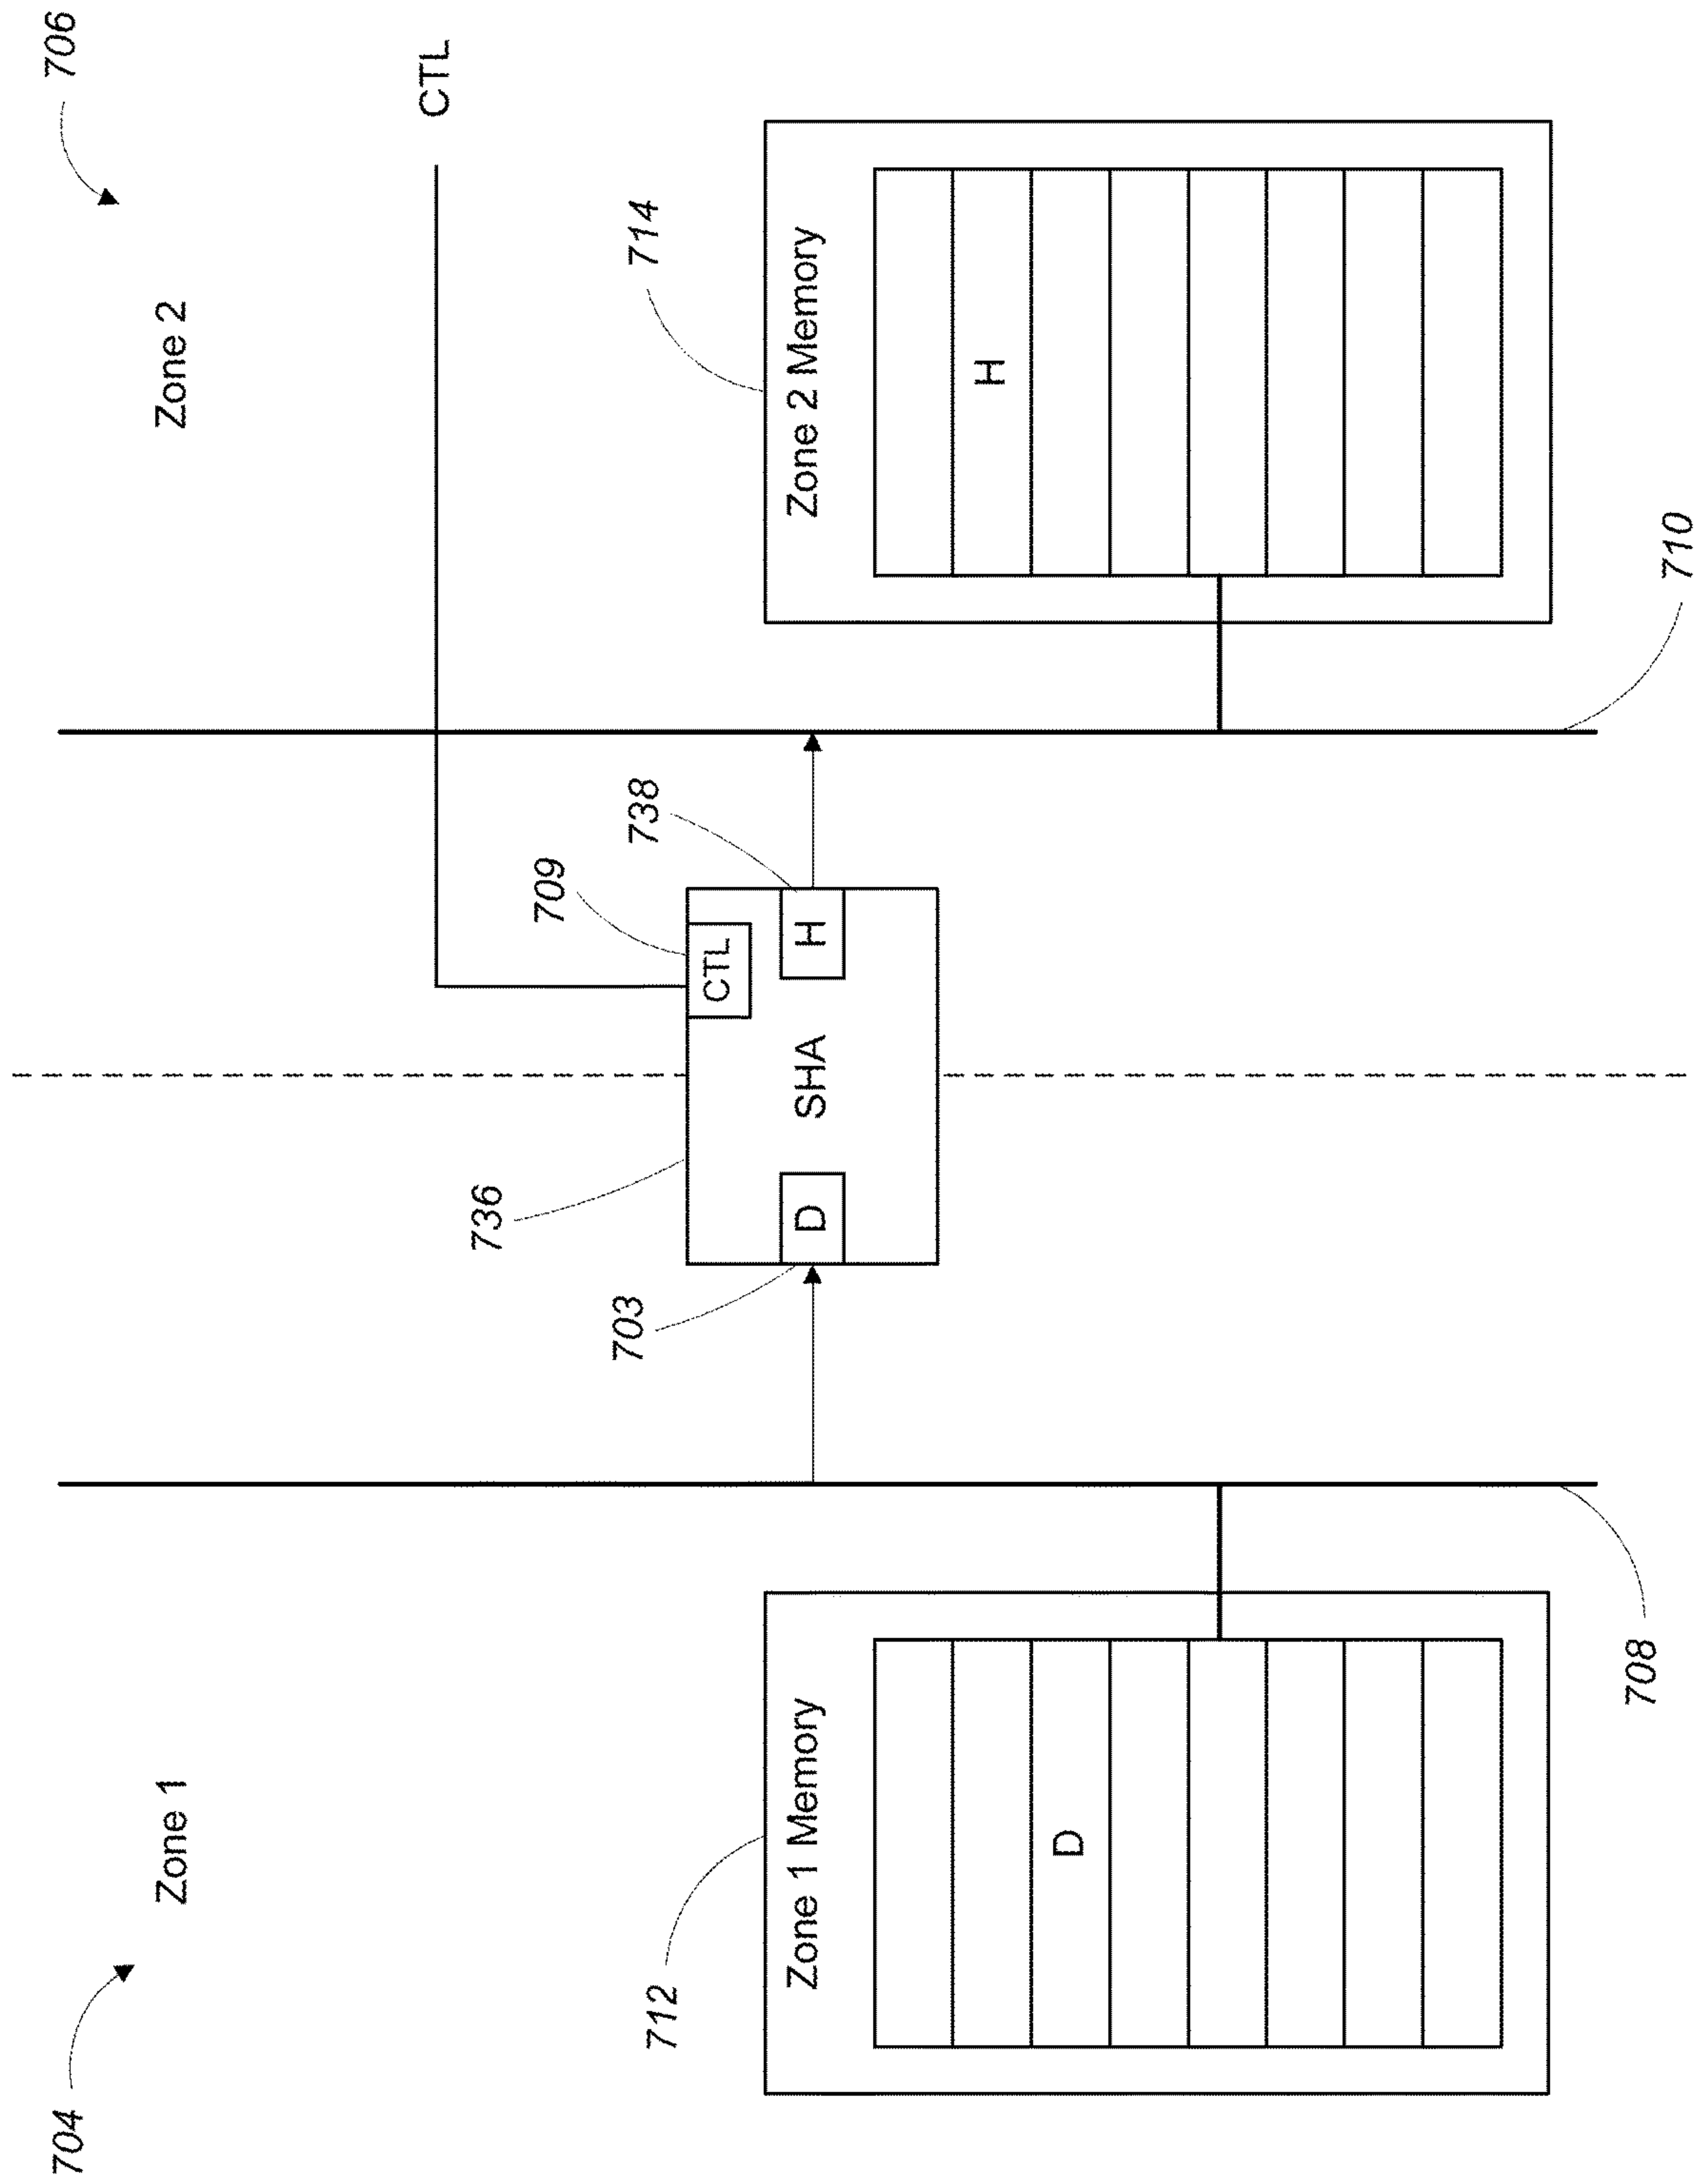 704
Zone 1
Zone 2
706
CTL
736
709
703
738
D
SHA
CTL
H
712
Zone 1 Memory
D
714
Zone 2 Memory
H
708
710